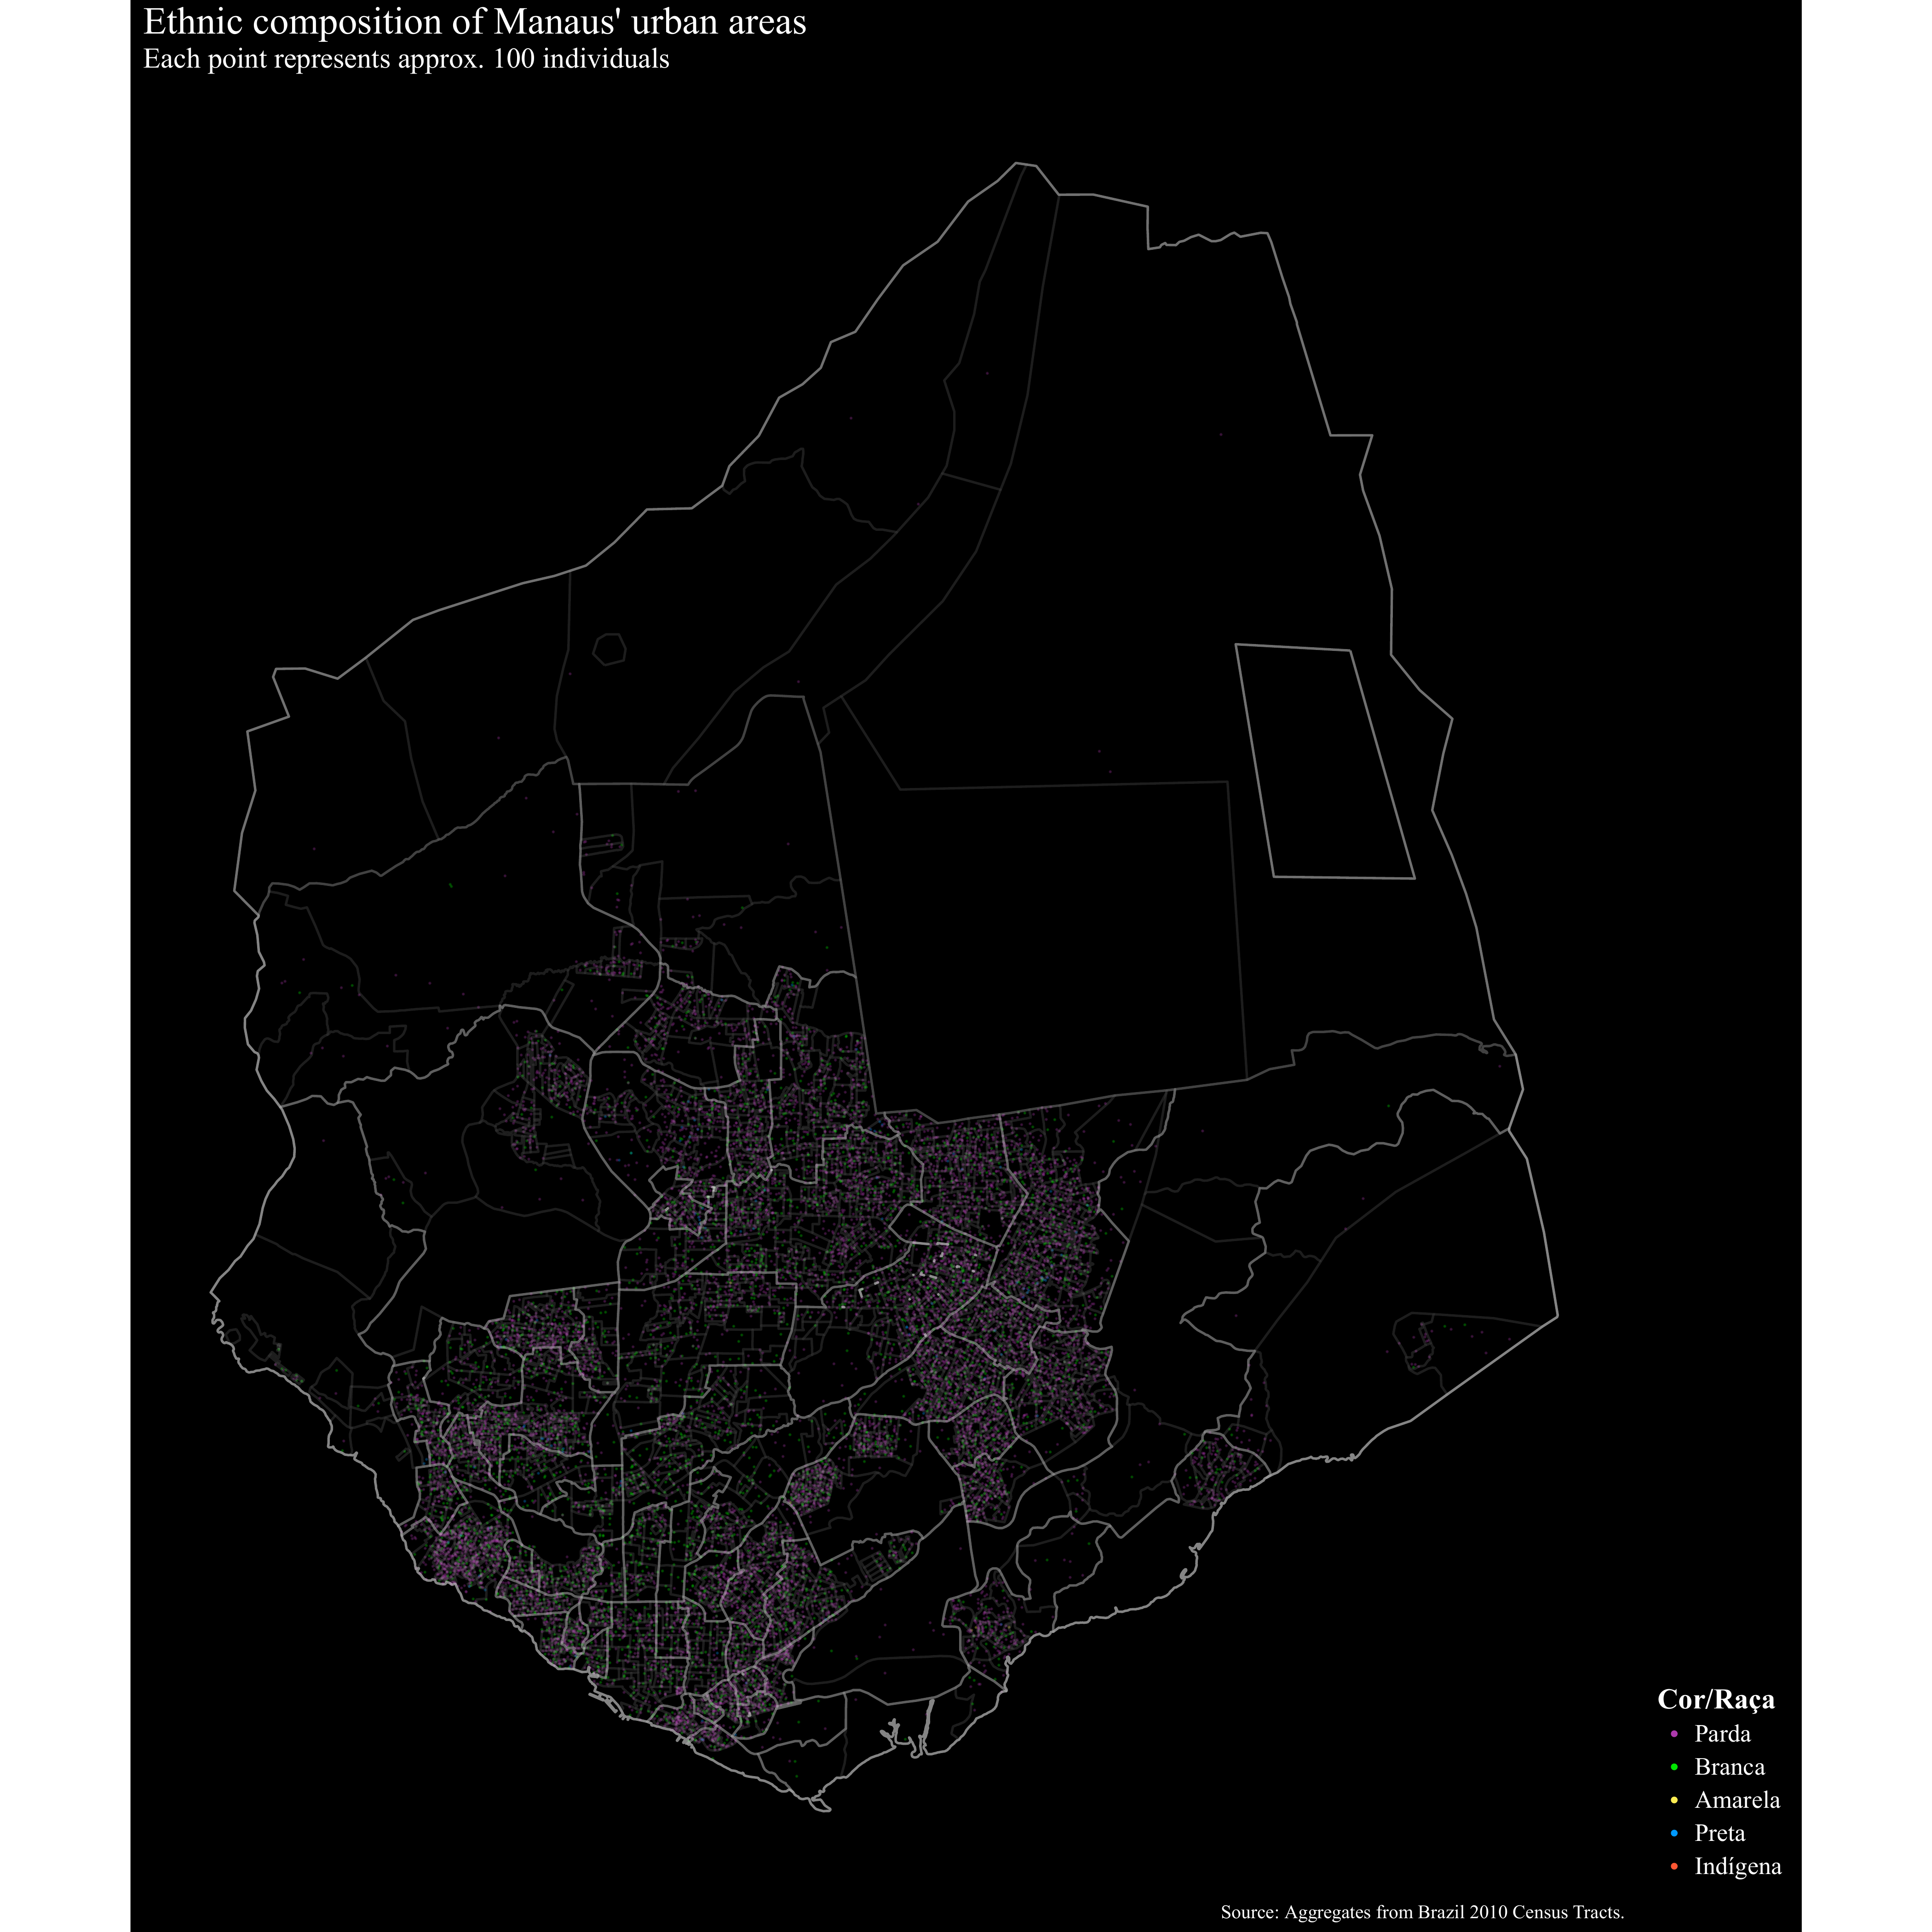 Ethnic composition of Manaus' urban areas
Each point represents approx. 100 individuals
Cor/Raça
Parda
Branca
Amarela
Preta
Indígena
Source: Aggregates from Brazil 2010 Census Tracts.